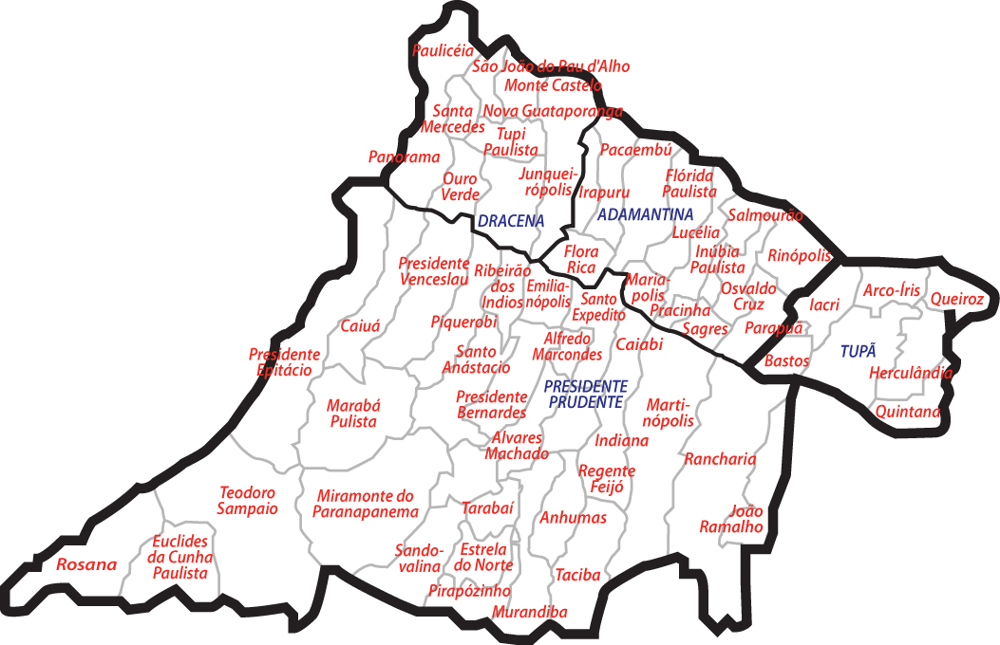 Paulicéia
São João do Pau d'Alho
Monte Castelo
Santa
Mercedes
Nova Guataporanga
Tupi
Paulista
Panorama
Ouro
Verde
Junquei-
rópolis
DRACENA
Pacaembú
Irapuru
Flórida
Paulista
ADAMANTINA
Salmourão
Lucélia
Flora
Rica
Inúbia
Paulista
Rinópolis
Maria-
polis
Pracinha
Osvaldo
Cruz
Sagres
Parapuã
Iacri
Arco-Íris
Queiroz
Bastos
TUPÃ
Herculândia
Quintana
Presidente
Venceslau
Ribeirão
dos
Indios
Emilia-
nópolis
Santo
Expedito
Caiuá
Piquerobi
Caiabi
Presidente
Epitácio
Santo
Anástacio
Alfredo
Marcondes
PRESIDENTE
PRUDENTE
Marabá
Pulista
Presidente
Bernardes
Marti-
nópolis
Alvares
Machado
Indiana
Rancharia
Regente
Feijó
Teodoro
Sampaio
Miramonte do
Paranapanema
Tarabaí
Anhumas
João
Ramalho
Rosana
Euclides
da Cunha
Paulista
Sando-
valina
Estrela
do Norte
Taciba
Pirapózinho
Murandiba